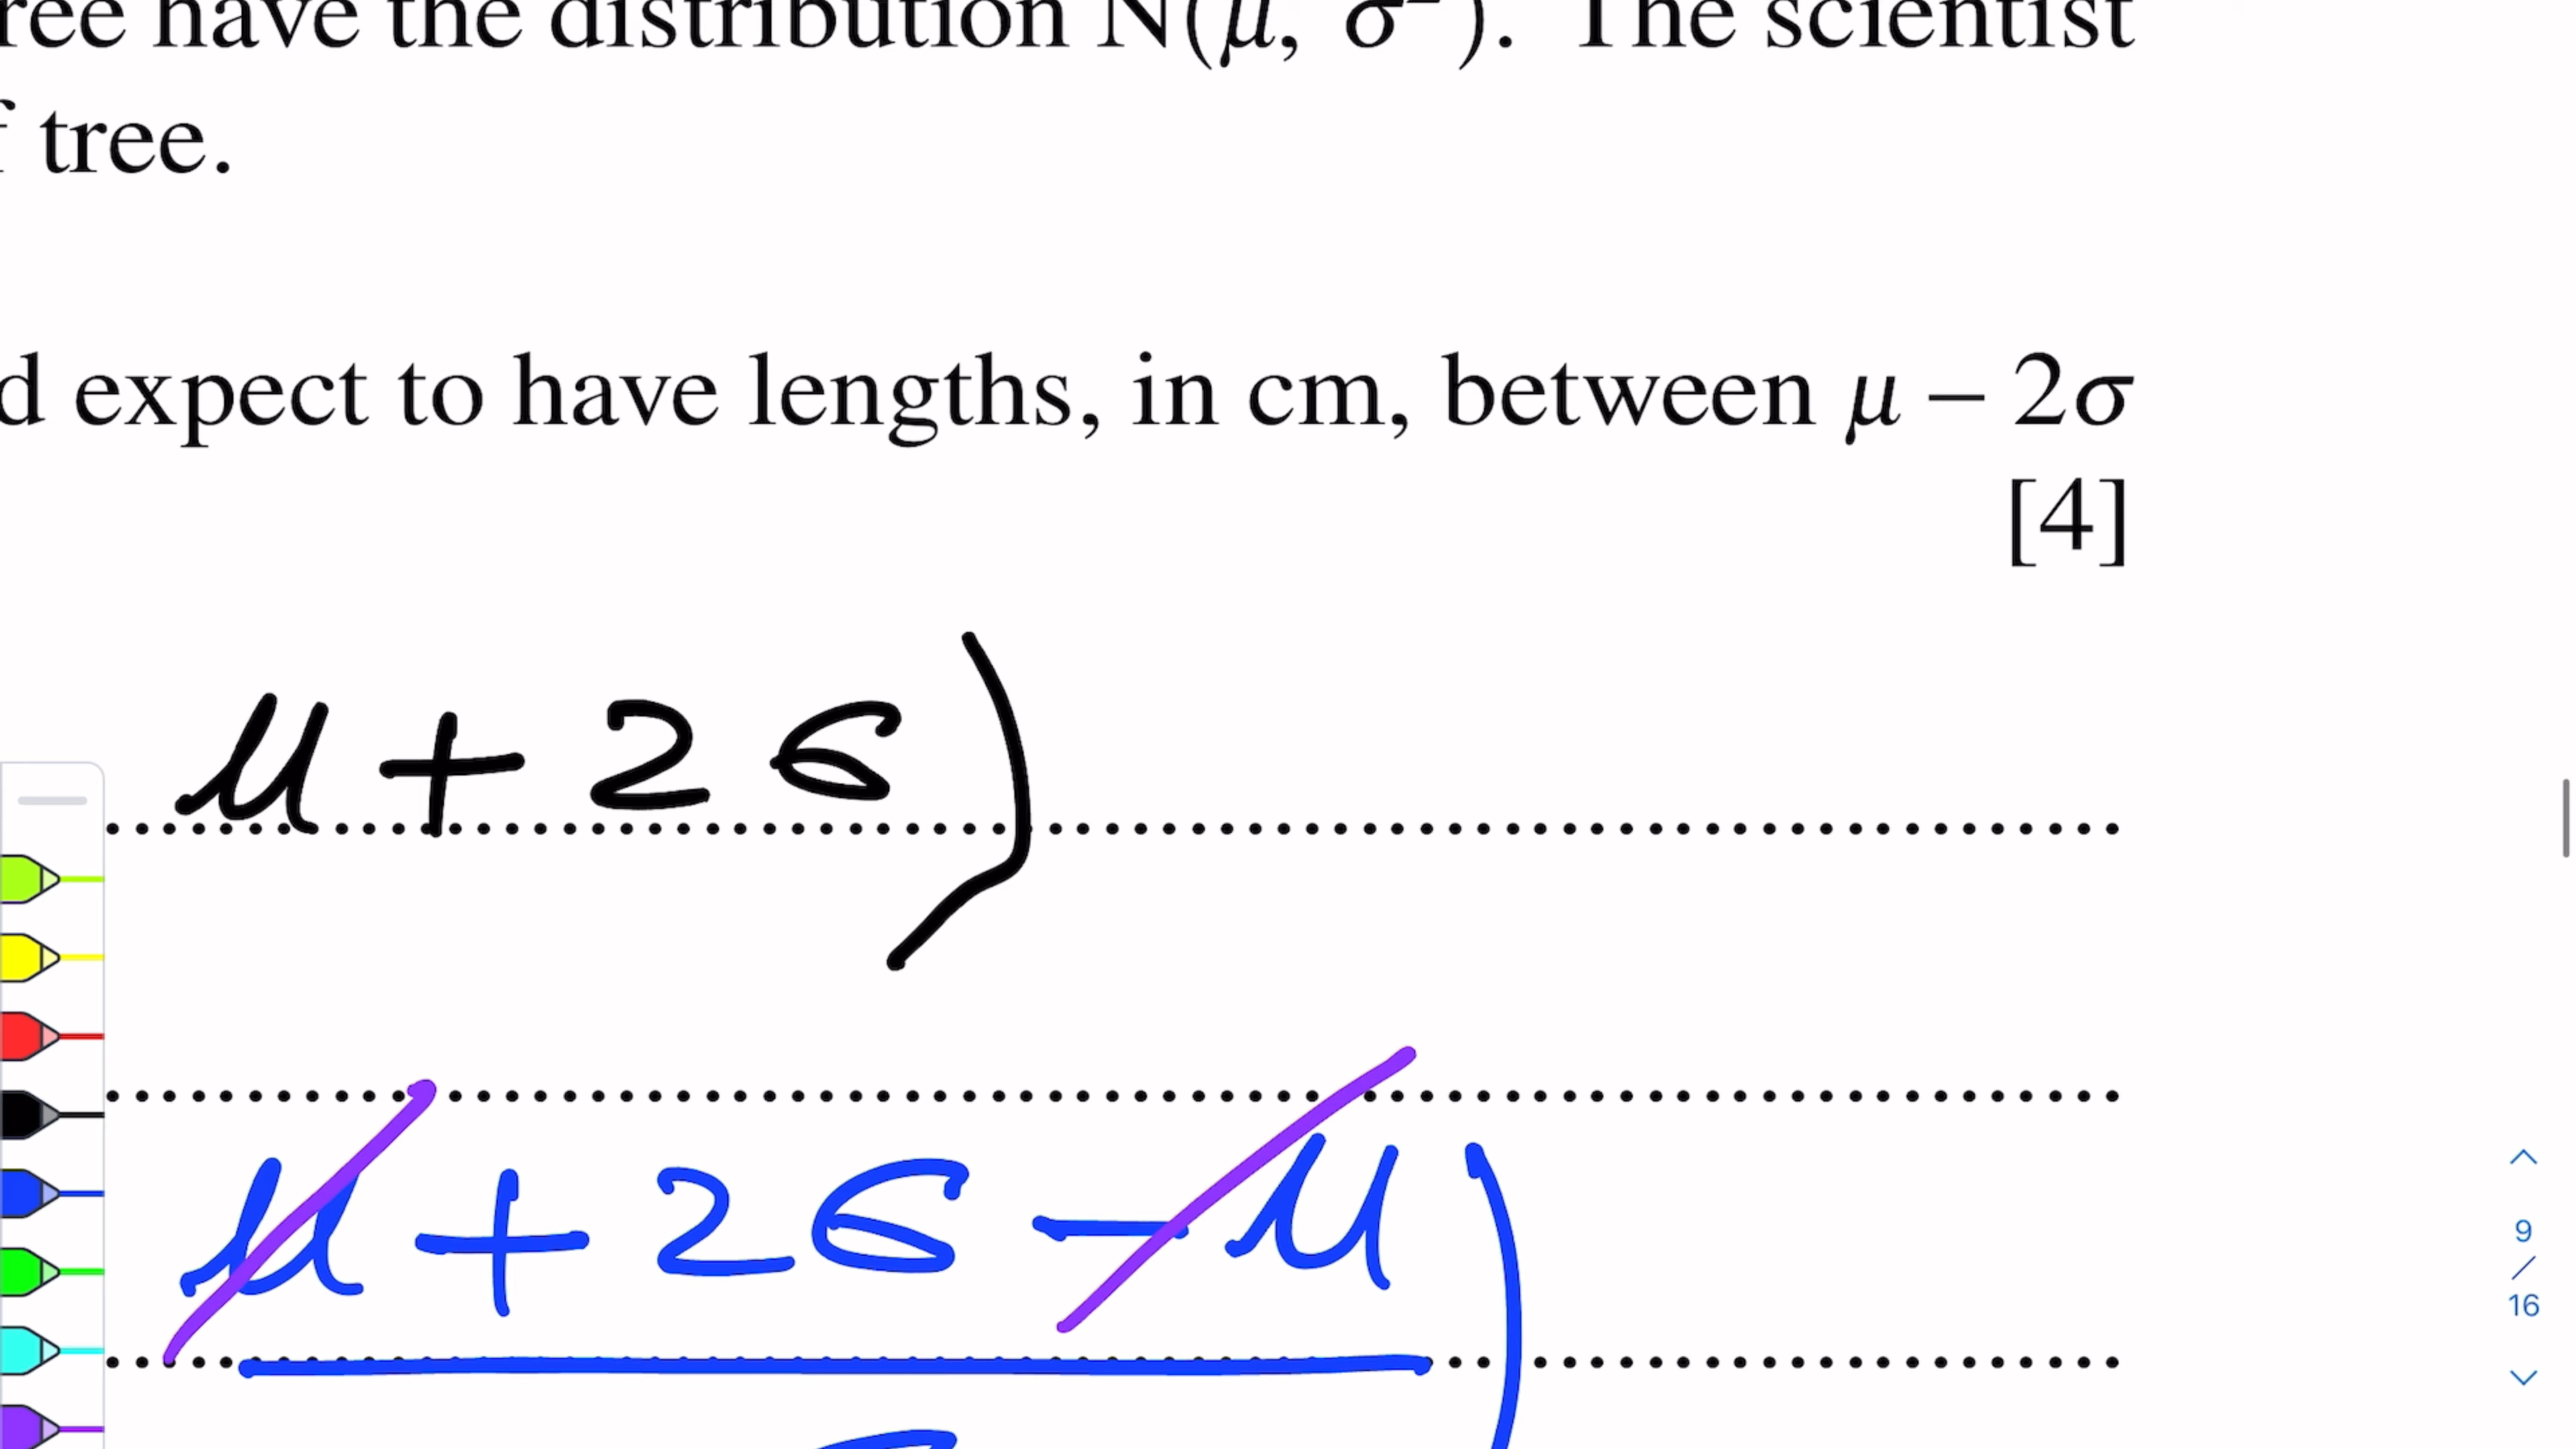 ree have the distribution N(μ, σ²). The scientist
f tree.
d expect to have lengths, in cm, between μ − 2σ
[4]
μ + 2σ)
μ + 2σ − μ)
9
/
16